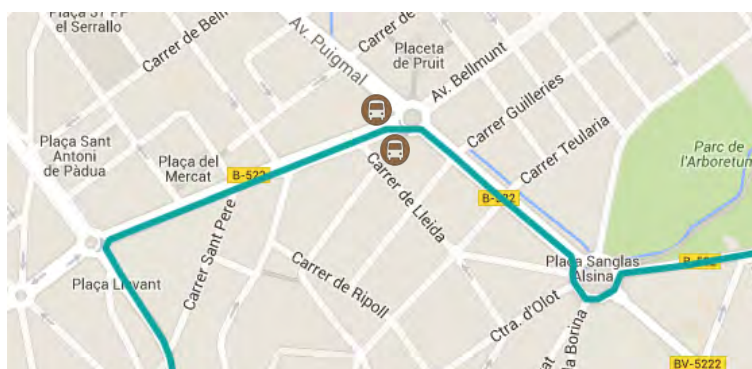 Plaça 31 PP
el Serrallo
Carrer de Bell
Av. Puigmal
Carrer de
Placeta
de Pruit
Av. Bellmunt
Carrer Guilleries
Carrer Teularia
Parc de
l'Arboretum
Plaça Sant
Antoni
de Pàdua
Plaça del
Mercat
B-522
Carrer de Lleida
B-522
Carrer Sant Pere
Plaça Llevant
Carrer de Ripoll
Plaça Sanglas
Alsina
B-522
Ctra. d'Olot
la Borina
BV-5222